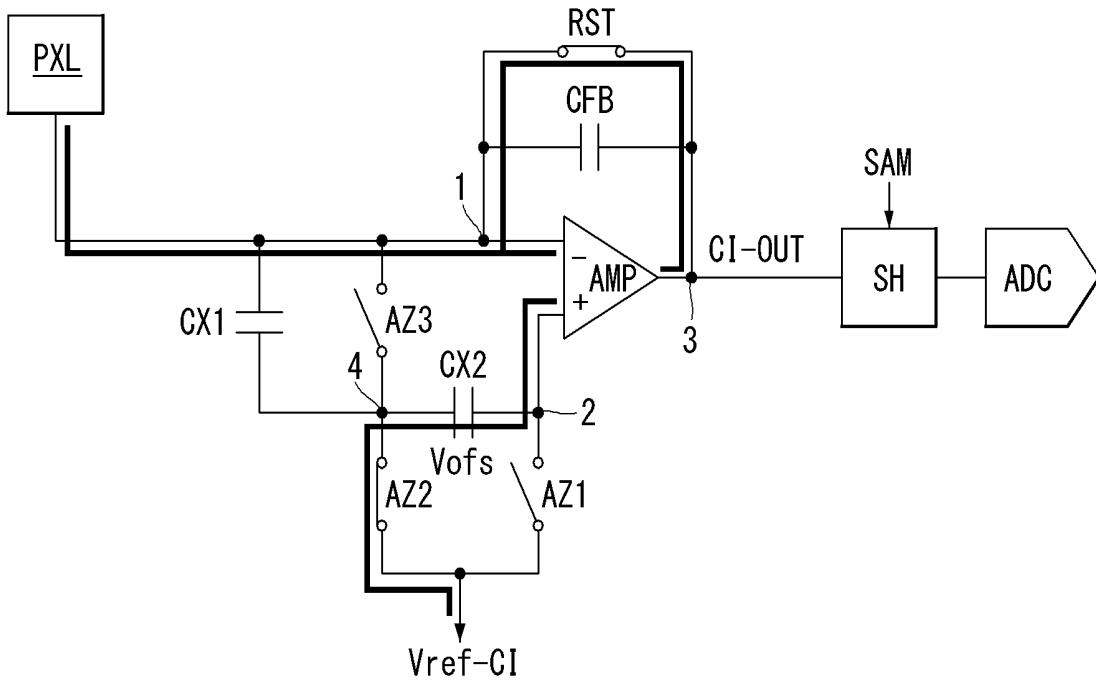 RST
PXL
CFB
SAM
1
CI-OUT
−
AMP
+
SH
ADC
CX1
AZ3
3
4
CX2
2
Vofs
AZ2
AZ1
Vref-CI